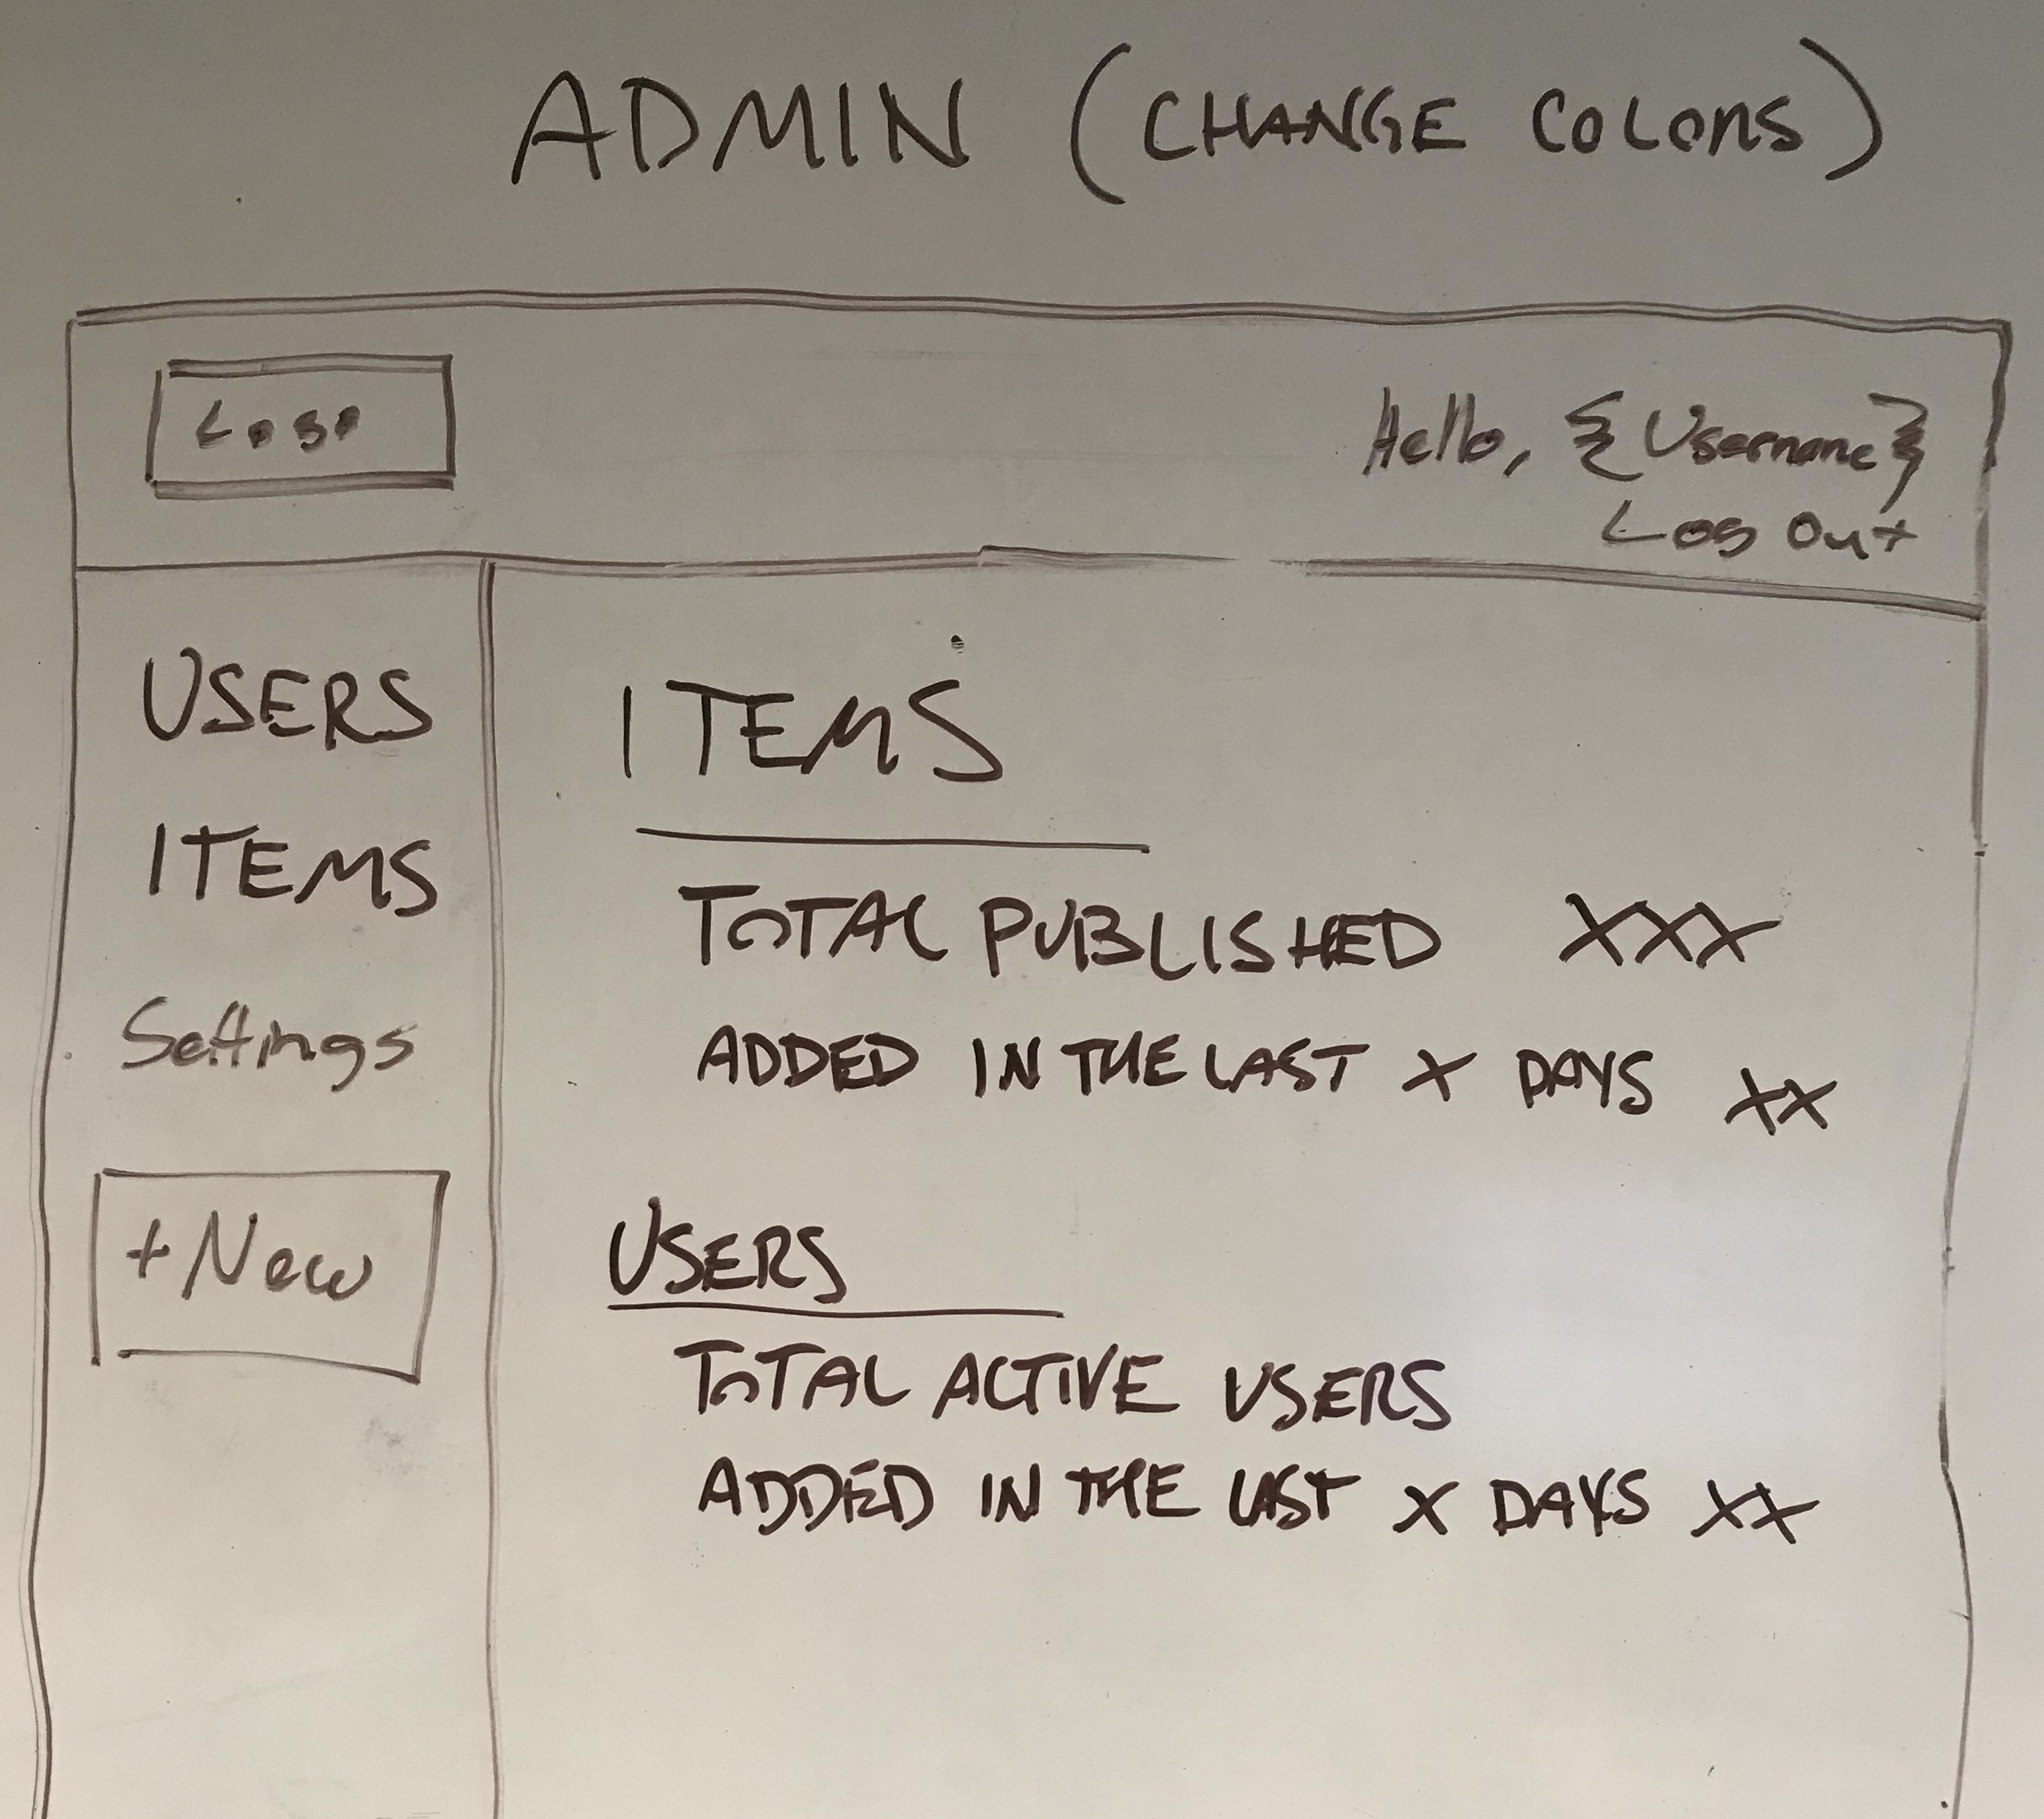 ADMIN (CHANGE COLORS)
Logo
Hello, {Username}
Log Out
USERS
ITEMS
Settings
+New
ITEMS
TOTAL PUBLISHED XXX
ADDED IN THE LAST X DAYS XX
USERS
TOTAL ACTIVE USERS
ADDED IN THE LAST X DAYS XX